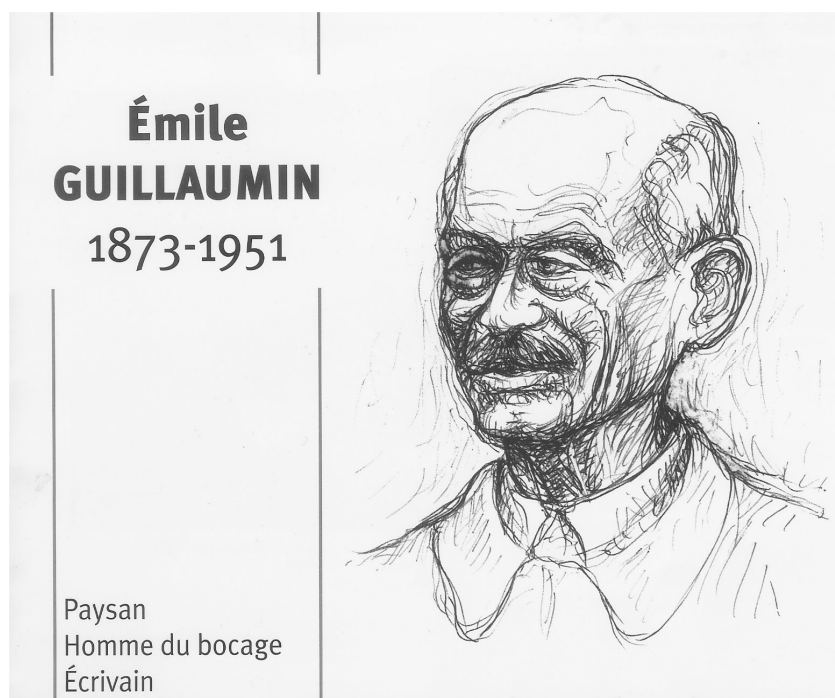 Émile
GUILLAUMIN
1873-1951
Paysan
Homme du bocage
Écrivain